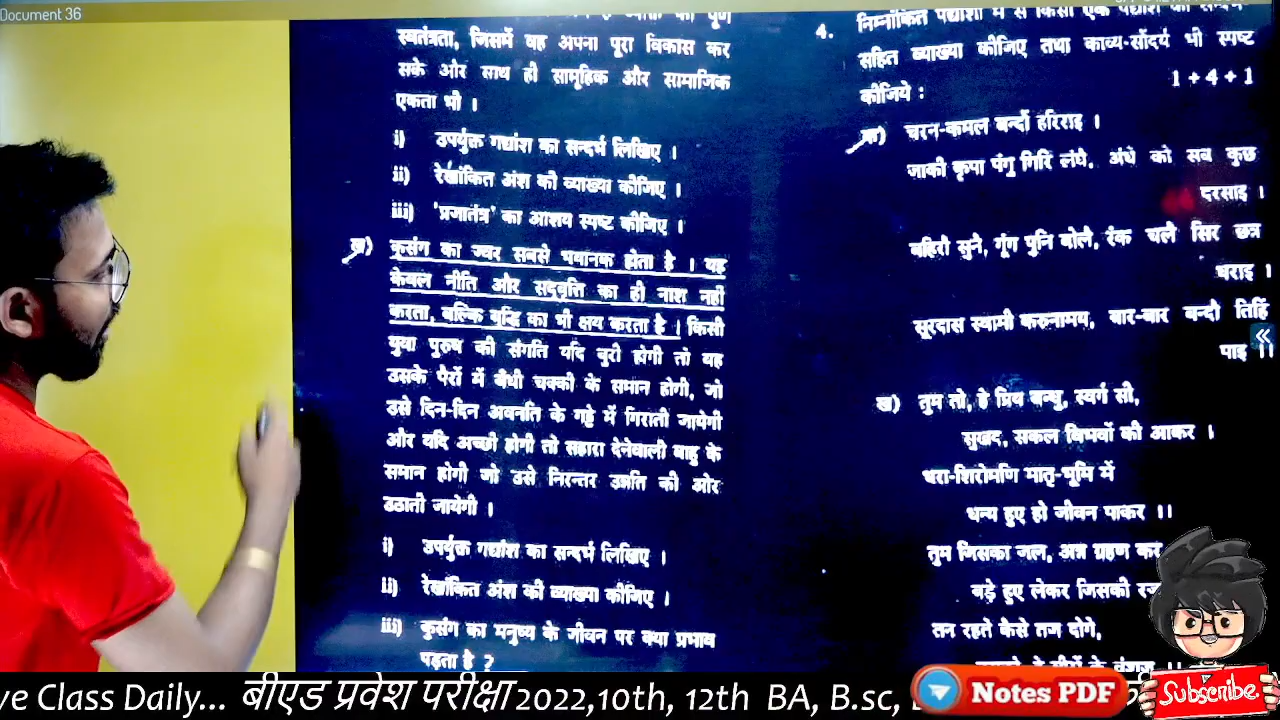 Document 36
स्वतंत्रता, जिसमें वह अपना पूरा विकास कर
सके और साथ ही सामूहिक और सामाजिक
एकता भी ।
i) उपर्युक्त गद्यांश का सन्दर्भ लिखिए ।
ii) रेखांकित अंश की व्याख्या कीजिए ।
iii) 'प्रजातंत्र' का आशय स्पष्ट कीजिए ।
ख) कुसंग का ज्वर सबसे भयानक होता है । यह
केवल नीति और सद्‌वृत्ति का ही नाश नहीं
करता, बल्कि बुद्धि का भी क्षय करता है । किसी
युवा पुरुष की संगति यदि बुरी होगी तो यह
उसके पैरों में बँधी चक्की के समान होगी, जो
उसे दिन-दिन अवनति के गड्ढे में गिराती जायेगी
और यदि अच्छी होगी तो सहारा देनेवाली बाहु के
समान होगी जो उसे निरन्तर उन्नति की ओर
उठाती जायेगी ।
i) उपर्युक्त गद्यांश का सन्दर्भ लिखिए ।
ii) रेखांकित अंश की व्याख्या कीजिए ।
iii) कुसंग का मनुष्य के जीवन पर क्या प्रभाव
पड़ता है ?
4. निम्नांकित पद्यांशों में से किसी एक पद्यांश की
सहित व्याख्या कीजिए तथा काव्य-सौंदर्य भी स्पष्ट
कीजिये : 1 + 4 + 1
क) चरन-कमल बन्दौं हरिराइ ।
जाकी कृपा पंगु गिरि लंघै, अंधे को सब कुछ
दरसाइ ।
बहिरौ सुनै, गूंग पुनि बोलै, रंक चलै सिर छत्र
धराइ ।
सूरदास स्वामी करुनामय, बार-बार बन्दौ तिहिं
पाइ ।।
ख) तुम तो, हे प्रिय बन्धु, स्वर्ग सी,
सुखद, सकल विभवों की आकर ।
धरा-शिरोमणि मातृ-भूमि में
धन्य हुए हो जीवन पाकर ।।
तुम जिसका जल, अन्न ग्रहण कर
बड़े हुए लेकर जिसकी
तन रहते कैसे तज दोगे,
ve Class Daily... बीएड प्रवेश परीक्षा 2022,10th, 12th BA, B.sc,
Notes PDF
Subscribe